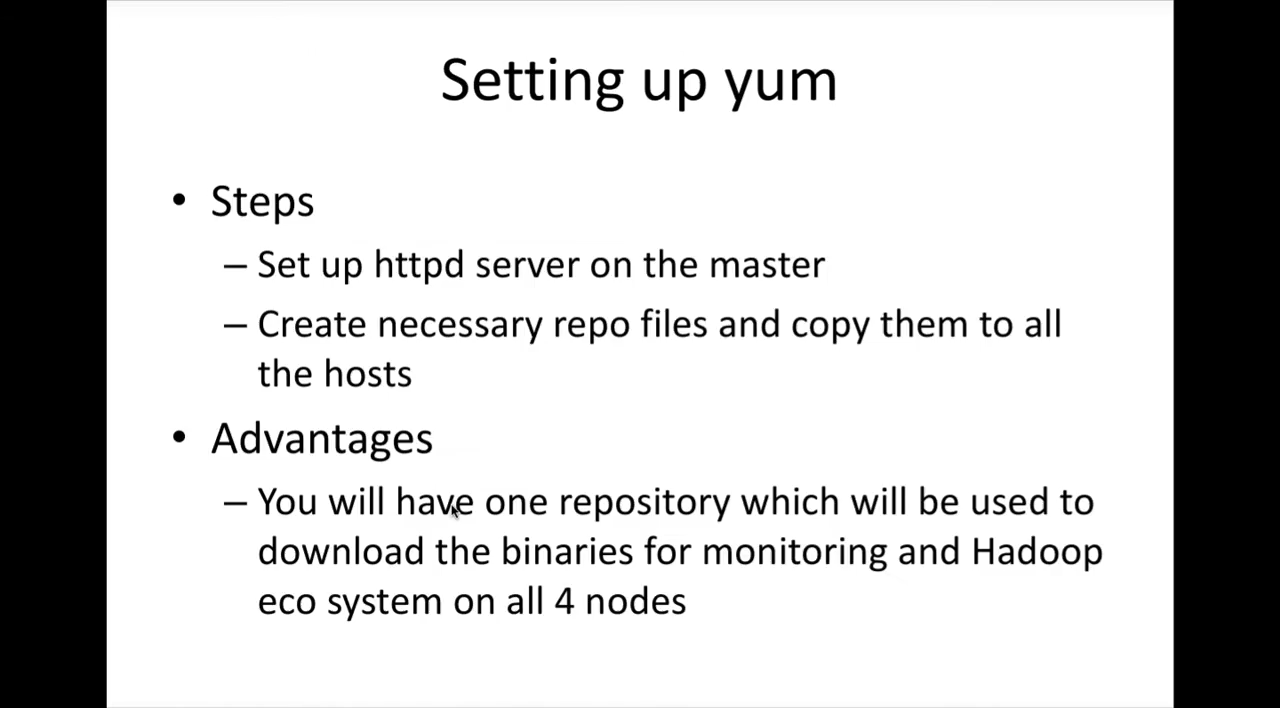 Setting up yum
• Steps
– Set up httpd server on the master
– Create necessary repo files and copy them to all
the hosts
• Advantages
– You will have one repository which will be used to
download the binaries for monitoring and Hadoop
eco system on all 4 nodes